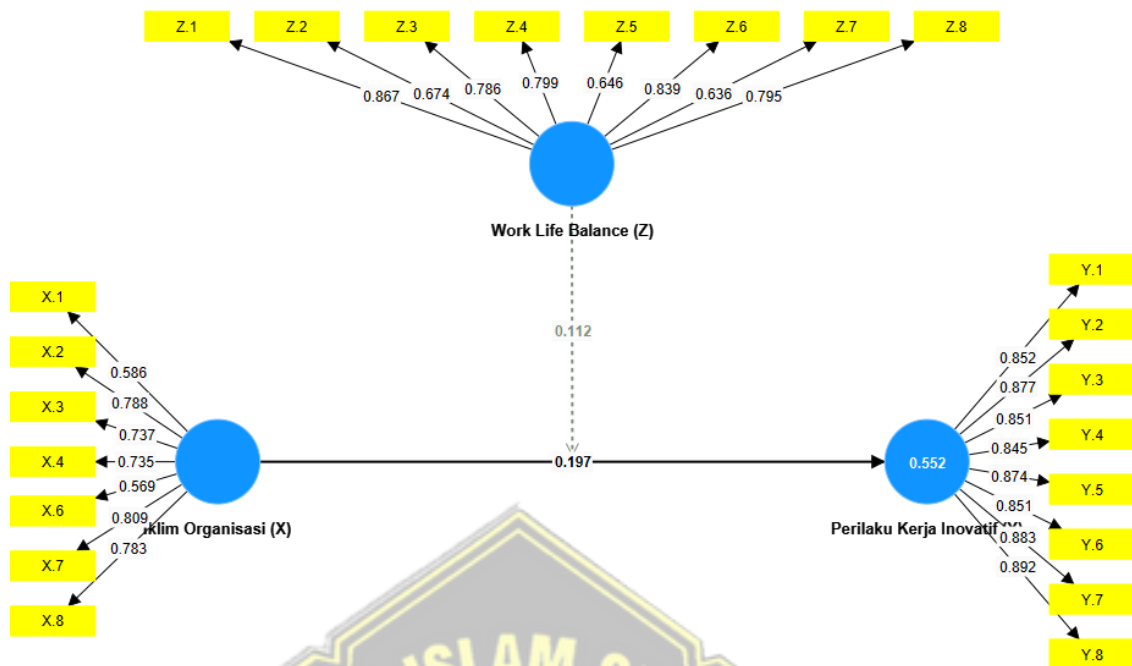 Z.1 Z.2 Z.3 Z.4 Z.5 Z.6 Z.7 Z.8
0.867 0.674 0.786 0.799 0.646 0.839 0.636 0.795
Work Life Balance (Z)
0.112
X.1
X.2
X.3
X.4
X.6
X.7
X.8
0.586
0.788
0.737
0.735
0.569
0.809
0.783
Iklim Organisasi (X)
0.197
0.552
Perilaku Kerja Inovatif (Y)
0.852
0.877
0.851
0.845
0.874
0.851
0.883
0.892
Y.1
Y.2
Y.3
Y.4
Y.5
Y.6
Y.7
Y.8
ISLAM